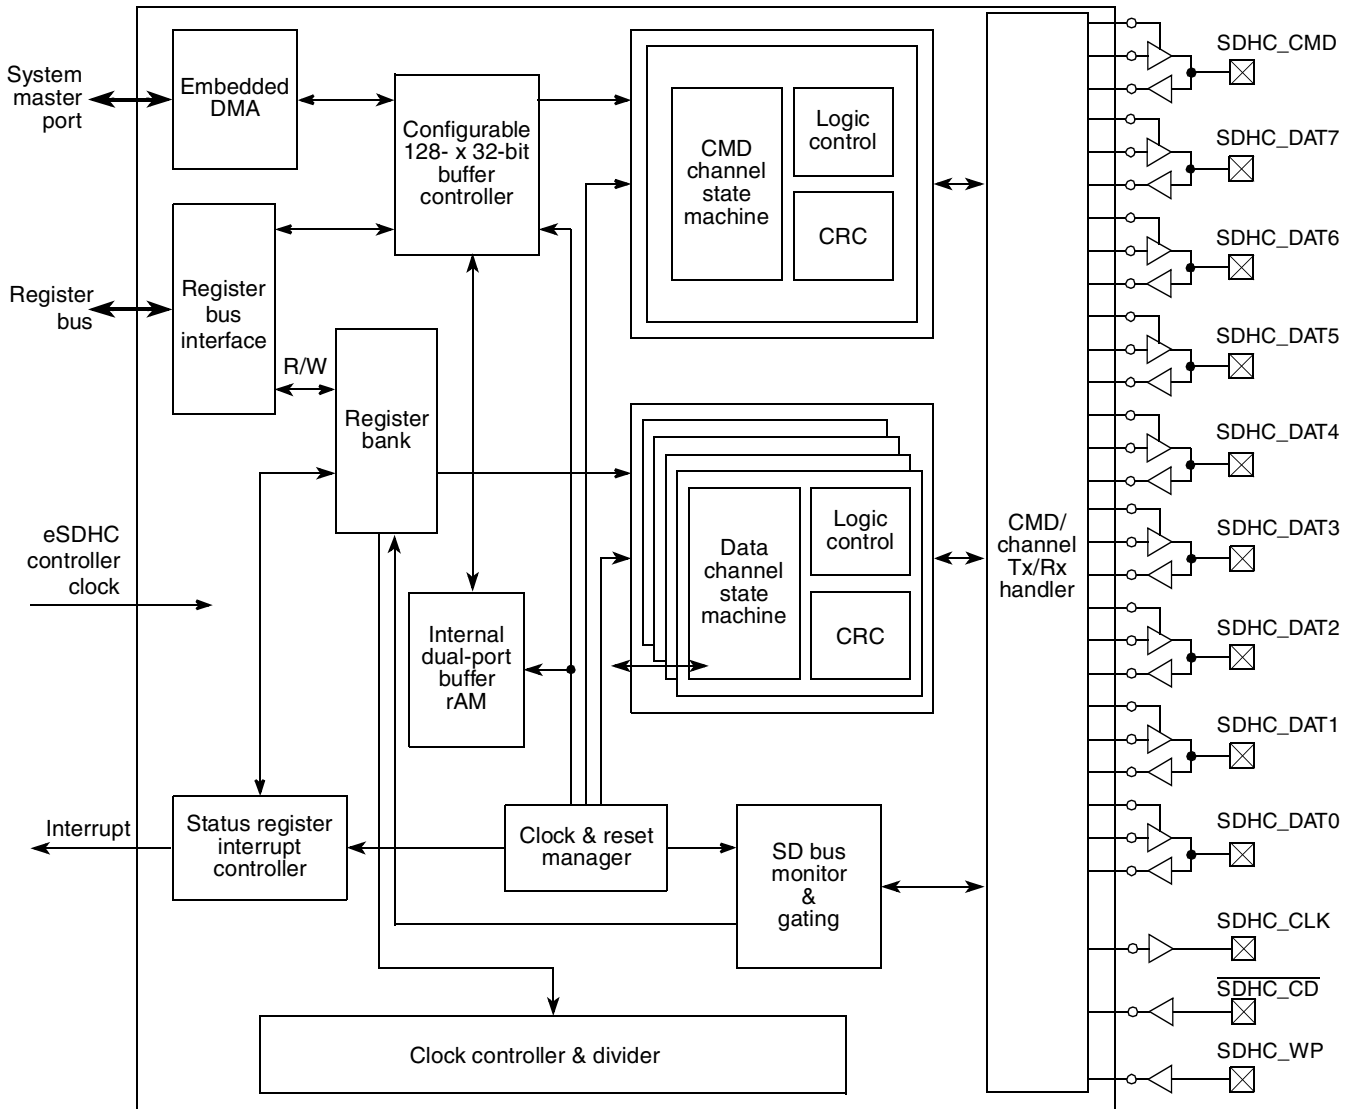 System
master
port
Embedded
DMA
Configurable
128- x 32-bit
buffer
controller
CMD
channel
state
machine
Logic
control
CRC
SDHC_CMD
SDHC_DAT7
SDHC_DAT6
SDHC_DAT5
SDHC_DAT4
SDHC_DAT3
SDHC_DAT2
SDHC_DAT1
SDHC_DAT0
SDHC_CLK
SDHC_CD
SDHC_WP
Register
bus
Register
bus
interface
R/W
Register
bank
eSDHC
controller
clock
Internal
dual-port
buffer
rAM
Data
channel
state
machine
Logic
control
CRC
CMD/
channel
Tx/Rx
handler
Interrupt
Status register
interrupt
controller
Clock & reset
manager
SD bus
monitor
&
gating
Clock controller & divider